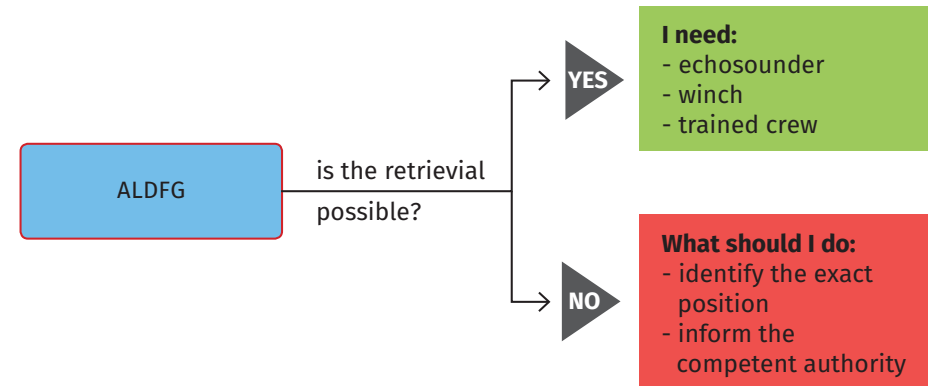 ALDFG
is the retrievial
possible?
YES
I need:
- echosounder
- winch
- trained crew
NO
What should I do:
- identify the exact
position
- inform the
competent authority